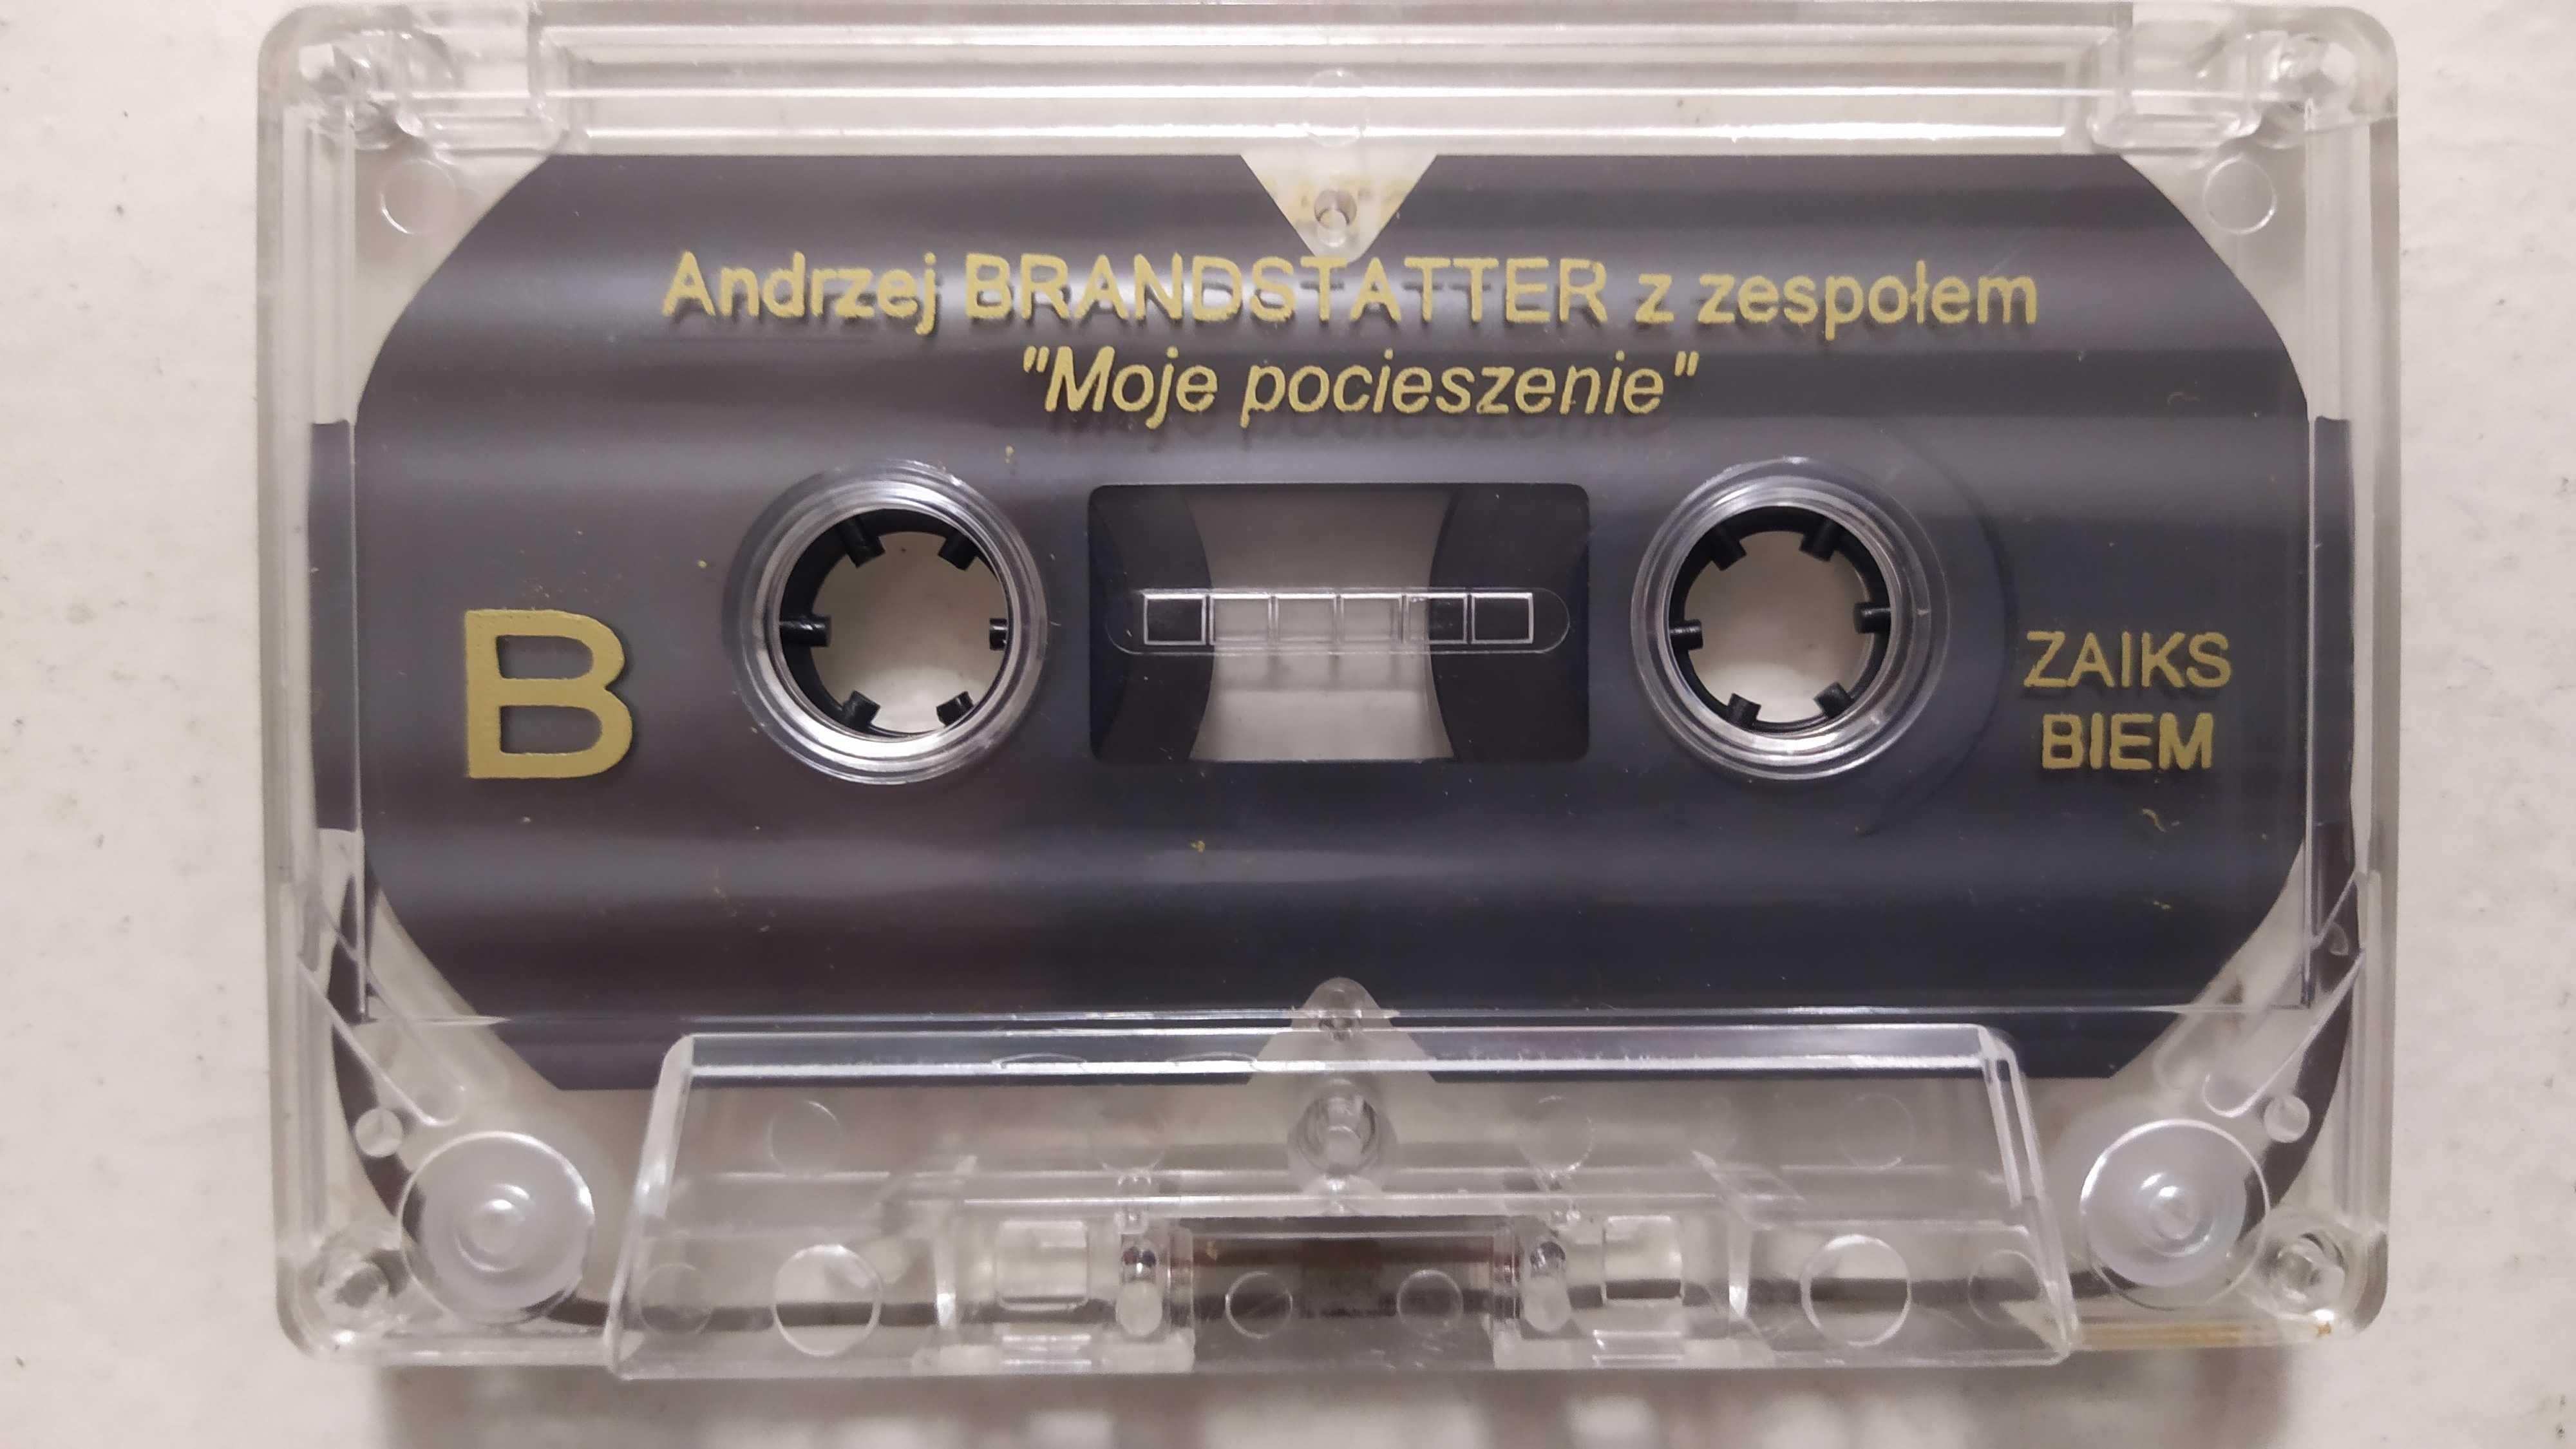 Andrzej BRANDSTATTER z zespołem
"Moje pocieszenie"
B
ZAIKS
BIEM